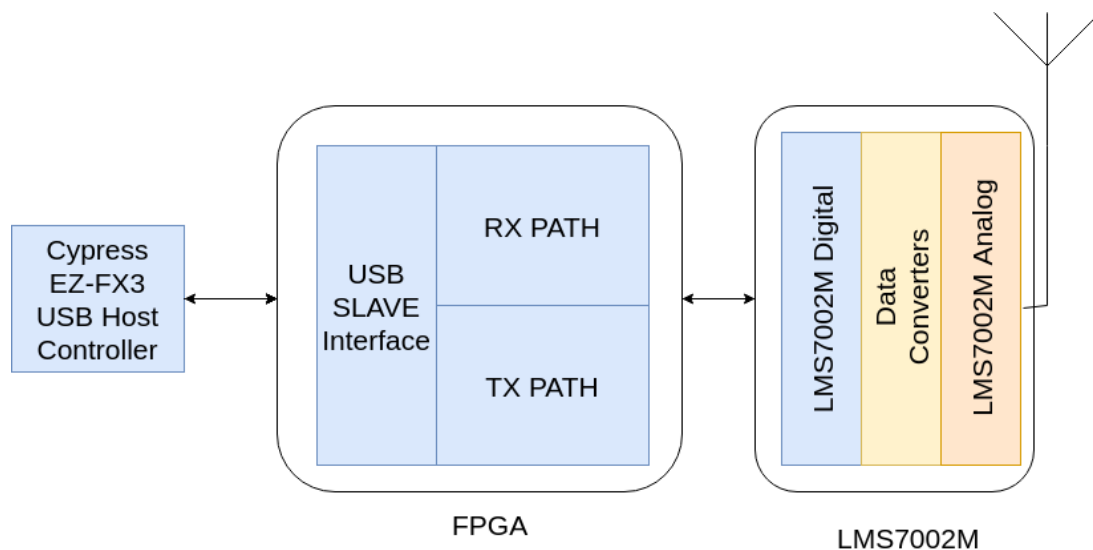 Cypress
EZ-FX3
USB Host
Controller
USB
SLAVE
Interface
RX PATH
TX PATH
FPGA
LMS7002M Digital
Data
Converters
LMS7002M Analog
LMS7002M